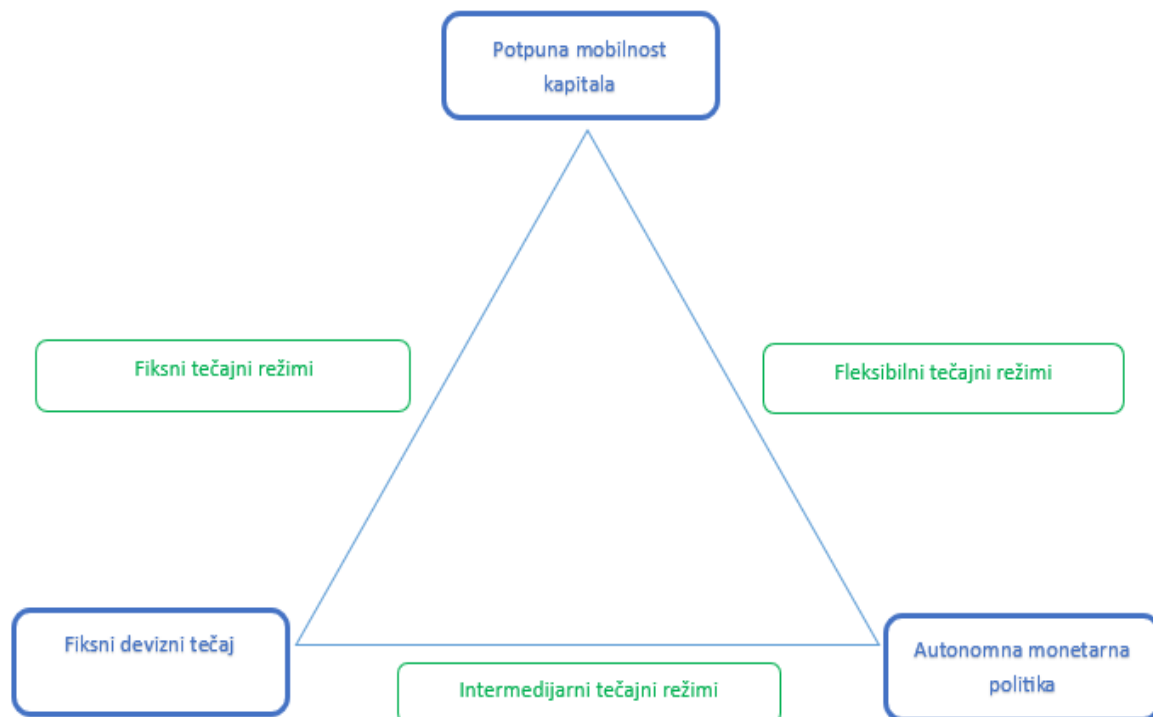 Potpuna mobilnost
kapitala
Fiksni tečajni režimi
Fleksibilni tečajni režimi
Fiksni devizni tečaj
Autonomna monetarna
politika
Intermedijarni tečajni režimi